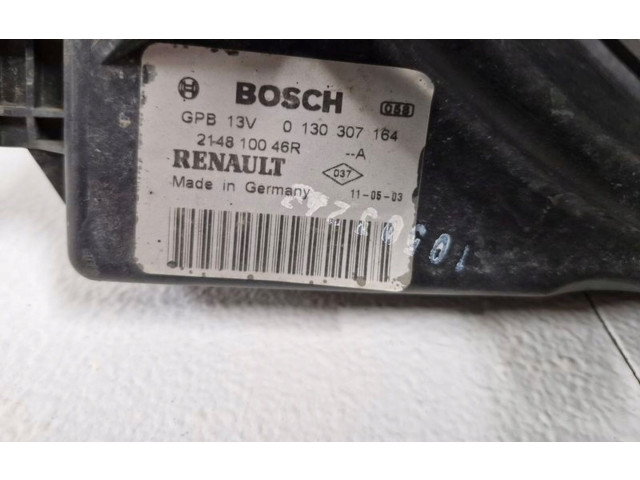 BOSCH
GPB 13V 0 130 307 164
2148 100 46R --A
RENAULT 037
Made in Germany 11-05-03